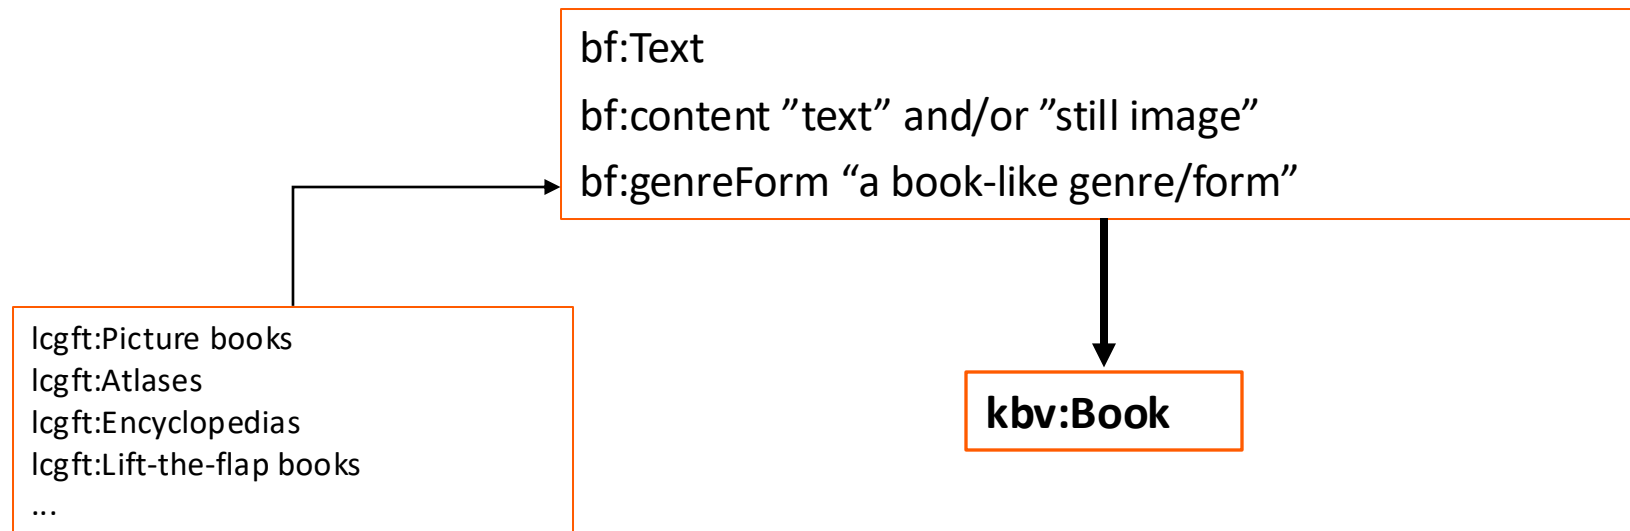 bf:Text
bf:content ”text” and/or ”still image”
bf:genreForm “a book-like genre/form”
lcgft:Picture books
lcgft:Atlases
lcgft:Encyclopedias
lcgft:Lift-the-flap books
...
kbv:Book